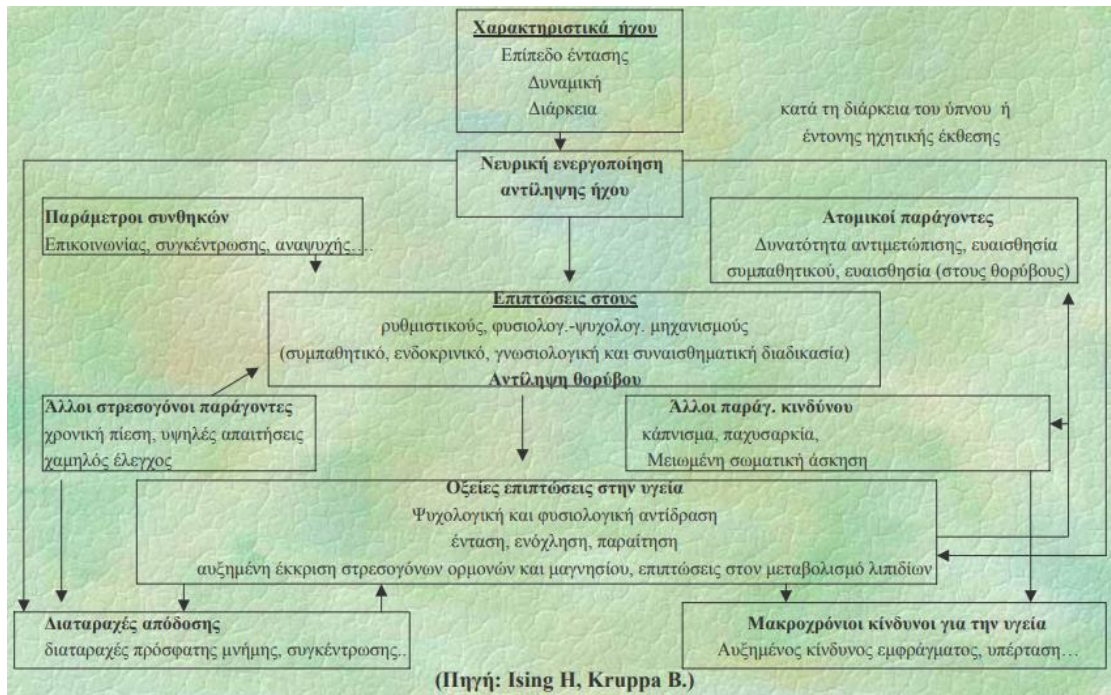 Χαρακτηριστικά ήχου
Επίπεδο έντασης
Δυναμική
Διάρκεια
κατά τη διάρκεια του ύπνου ή
έντονης ηχητικής έκθεσης
Νευρική ενεργοποίηση
αντίληψης ήχου
Παράμετροι συνθηκών
Επικοινωνίας, συγκέντρωσης, αναψυχής….
Ατομικοί παράγοντες
Δυνατότητα αντιμετώπισης, ευαισθησία
συμπαθητικού, ευαισθησία (στους θορύβους)
Επιπτώσεις στους
ρυθμιστικούς, φυσιολογ.-ψυχολογ. μηχανισμούς
(συμπαθητικό, ενδοκρινικό, γνωσιολογική και συναισθηματική διαδικασία)
Αντίληψη θορύβου
Άλλοι στρεσογόνοι παράγοντες
χρονική πίεση, υψηλές απαιτήσεις
χαμηλός έλεγχος
Άλλοι παράγ. κινδύνου
κάπνισμα, παχυσαρκία,
Μειωμένη σωματική άσκηση
Οξείες επιπτώσεις στην υγεία
Ψυχολογική και φυσιολογική αντίδραση
ένταση, ενόχληση, παραίτηση
αυξημένη έκκριση στρεσογόνων ορμονών και μαγνησίου, επιπτώσεις στον μεταβολισμό λιπιδίων
Διαταραχές απόδοσης
διαταραχές πρόσφατης μνήμης, συγκέντρωσης..
Μακροχρόνιοι κίνδυνοι για την υγεία
Αυξημένος κίνδυνος εμφράγματος, υπέρταση…
(Πηγή: Ising H, Kruppa B.)